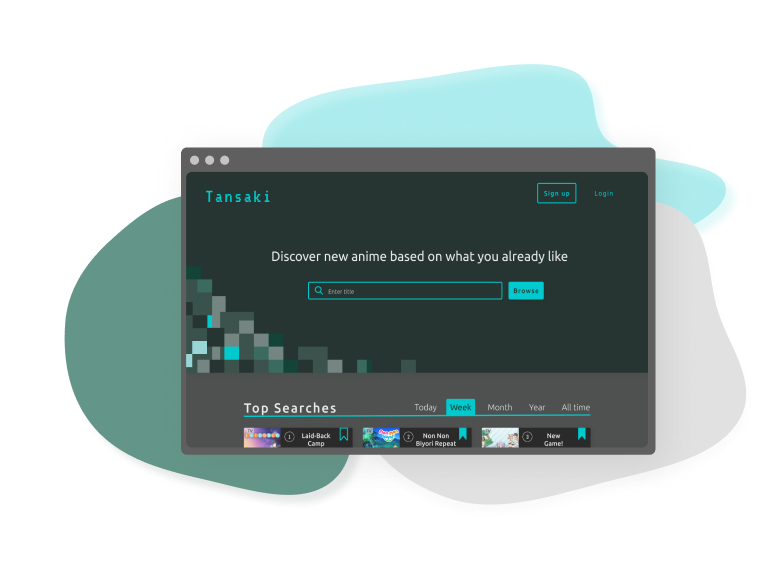 Tansaki
Sign up
Login
Discover new anime based on what you already like
Enter title
Browse
Top Searches
Today
Week
Month
Year
All time
1
Laid-Back
Camp
2
Non Non
Biyori Repeat
3
New
Game!